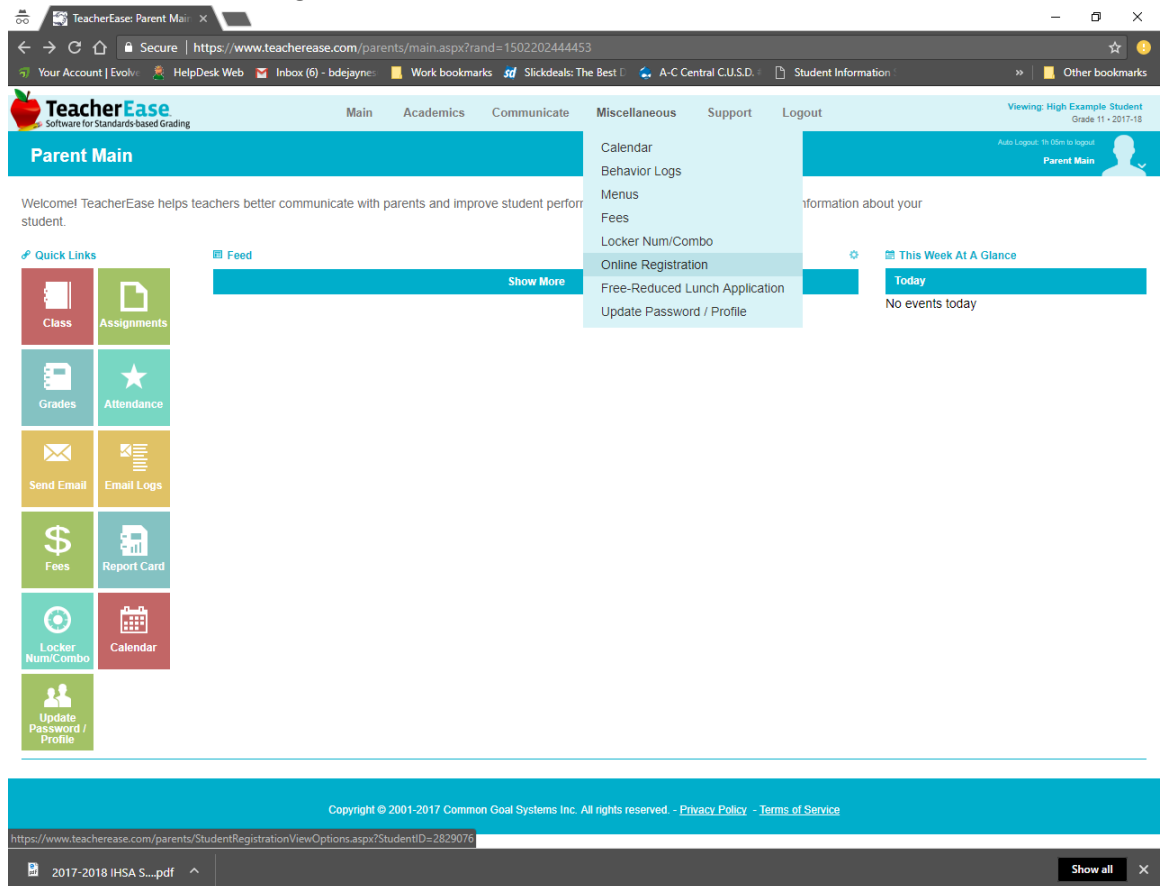 TeacherEase: Parent Main
Secure | https://www.teacherease.com/parents/main.aspx?rand=1502202444453
Your Account | Evolve HelpDesk Web Inbox (6) - bdejaynes Work bookmarks sd Slickdeals: The Best D A-C Central C.U.S.D. Student Information » Other bookmarks
TeacherEase
Software for Standards-based Grading
Main Academics Communicate Miscellaneous Support Logout
Viewing: High Example Student
Grade 11 • 2017-18
Parent Main
Auto Logout: 1h 05m to logout
Parent Main
Calendar
Behavior Logs
Menus
Fees
Locker Num/Combo
Online Registration
Free-Reduced Lunch Application
Update Password / Profile
Welcome! TeacherEase helps teachers better communicate with parents and improve student perfor
about your
student.
Quick Links
Class
Assignments
Grades
Attendance
Send Email
Email Logs
Fees
Report Card
Locker
Num/Combo
Calendar
Update
Password /
Profile
Feed
Show More
This Week At A Glance
Today
No events today
Copyright © 2001-2017 Common Goal Systems Inc. All rights reserved. - Privacy Policy - Terms of Service
https://www.teacherease.com/parents/StudentRegistrationViewOptions.aspx?StudentID=2829076
2017-2018 IHSA S....pdf
Show all